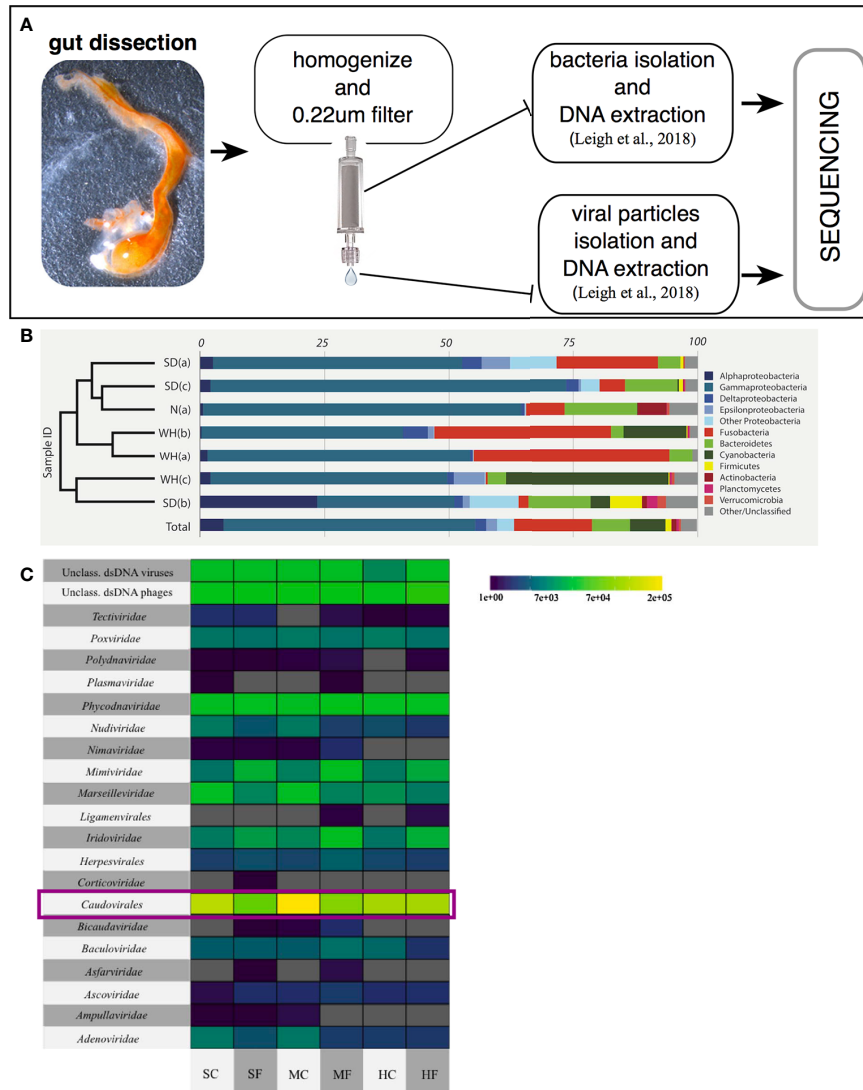 A
gut dissection
homogenize
and
0.22um filter
bacteria isolation
and
DNA extraction
(Leigh et al., 2018)
viral particles
isolation and
DNA extraction
(Leigh et al., 2018)
SEQUENCING
B
0 25 50 75 100
Sample ID
SD(a)
SD(c)
N(a)
WH(b)
WH(a)
WH(c)
SD(b)
Total
Alphaproteobacteria
Gammaproteobacteria
Deltaproteobacteria
Epsilonproteobacteria
Other Proteobacteria
Fusobacteria
Bacteroidetes
Cyanobacteria
Firmicutes
Actinobacteria
Planctomycetes
Verrucomicrobia
Other/Unclassified
C
Unclass. dsDNA viruses
Unclass. dsDNA phages
Tectiviridae
Poxviridae
Polydnaviridae
Plasmaviridae
Phycodnaviridae
Nudiviridae
Nimaviridae
Mimiviridae
Marseilleviridae
Ligamenvirales
Iridoviridae
Herpesvirales
Corticoviridae
Caudovirales
Bicaudaviridae
Baculoviridae
Asfarviridae
Ascoviridae
Ampullaviridae
Adenoviridae
SC SF MC MF HC HF
1e+00 7e+03 7e+04 2e+05